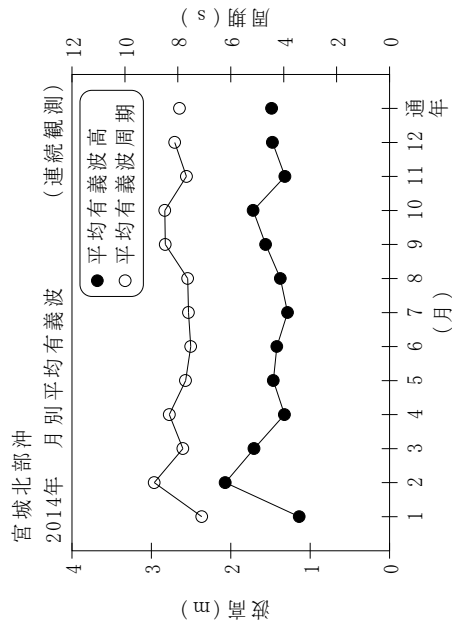 宮城北部沖
2014年 月別平均有義波 (連続観測)
●平均有義波高
○平均有義波周期
波高(m)
4
3
2
1
0
周期(s)
12
10
8
6
4
2
0
1 2 3 4 5 6 7 8 9 10 11 12 通年
(月)